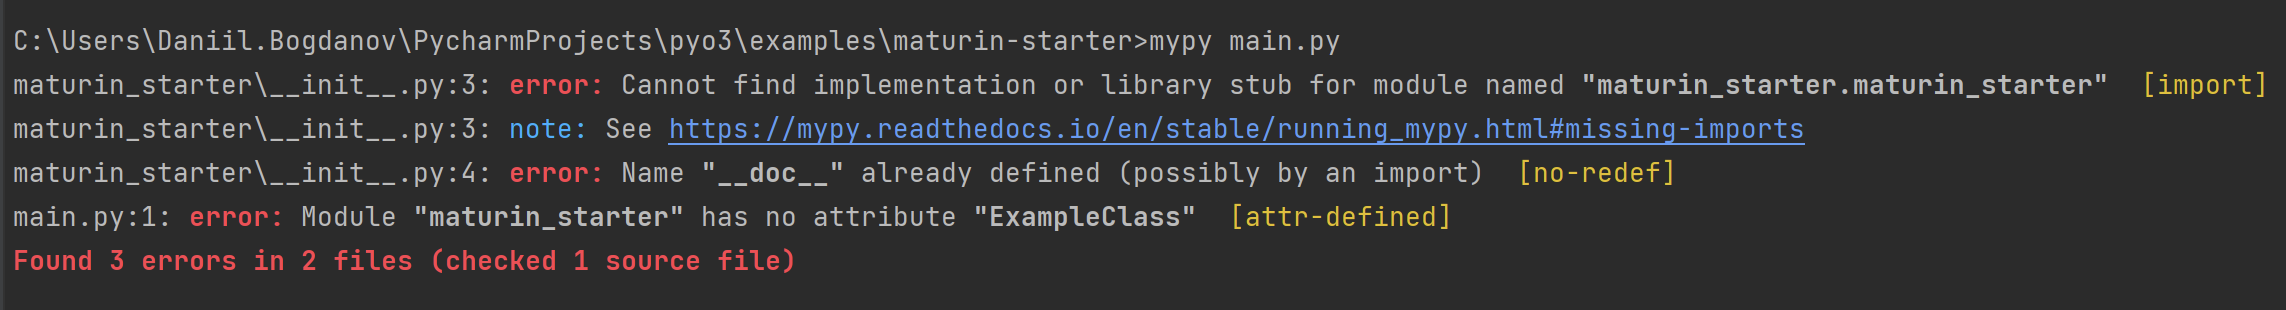 C:\Users\Daniil.Bogdanov\PycharmProjects\pyo3\examples\maturin-starter>mypy main.py
maturin_starter\__init__.py:3: error: Cannot find implementation or library stub for module named "maturin_starter.maturin_starter"  [import]
maturin_starter\__init__.py:3: note: See https://mypy.readthedocs.io/en/stable/running_mypy.html#missing-imports
maturin_starter\__init__.py:4: error: Name "__doc__" already defined (possibly by an import)  [no-redef]
main.py:1: error: Module "maturin_starter" has no attribute "ExampleClass"  [attr-defined]
Found 3 errors in 2 files (checked 1 source file)